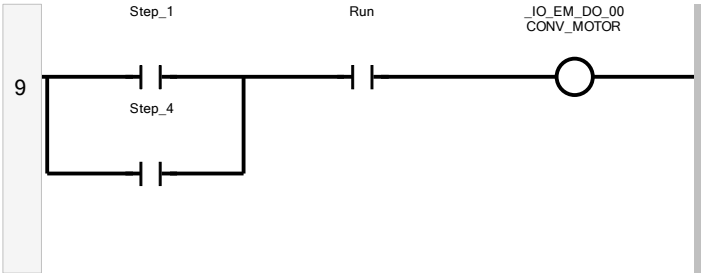 Step_1
Run
_IO_EM_DO_00
CONV_MOTOR
9
Step_4